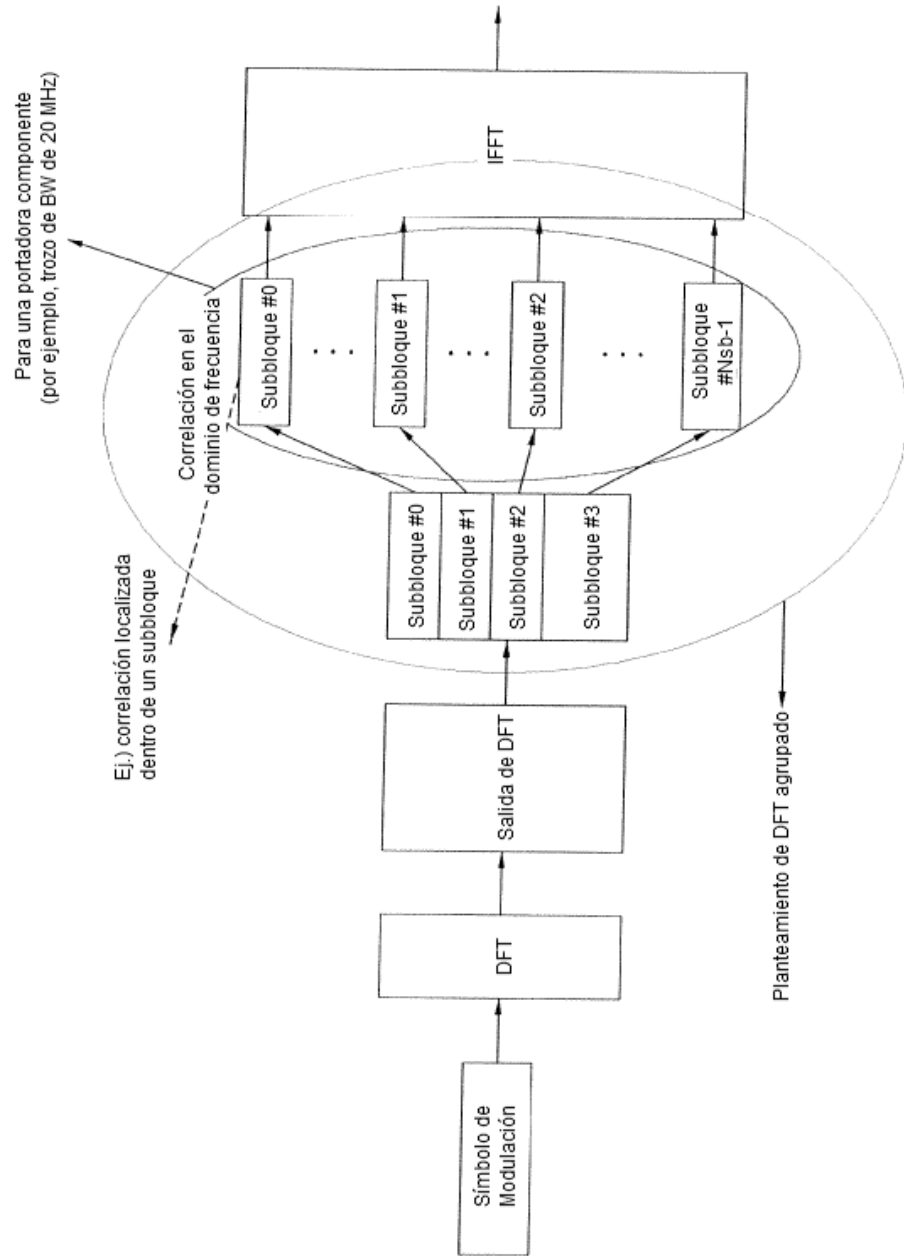 Para una portadora componente
(por ejemplo, trozo de BW de 20 MHz)
Ej.) correlación localizada
dentro de un subbloque
Correlación en el
dominio de frecuencia
Símbolo de
Modulación
DFT
Salida de DFT
Subbloque #0
Subbloque #1
Subbloque #2
Subbloque #3
Subbloque #0
Subbloque #1
Subbloque #2
Subbloque
#Nsb-1
IFFT
Planteamiento de DFT agrupado